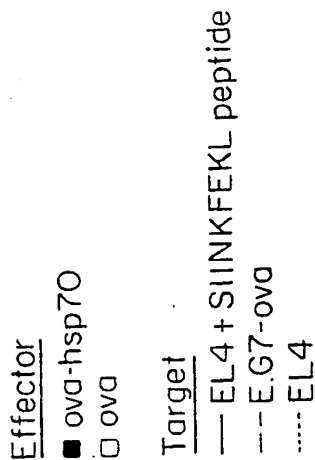 Effector
ova-hsp70
ova
Target
EL4 + SIINKFEKL peptide
E.G7-ova
EL4